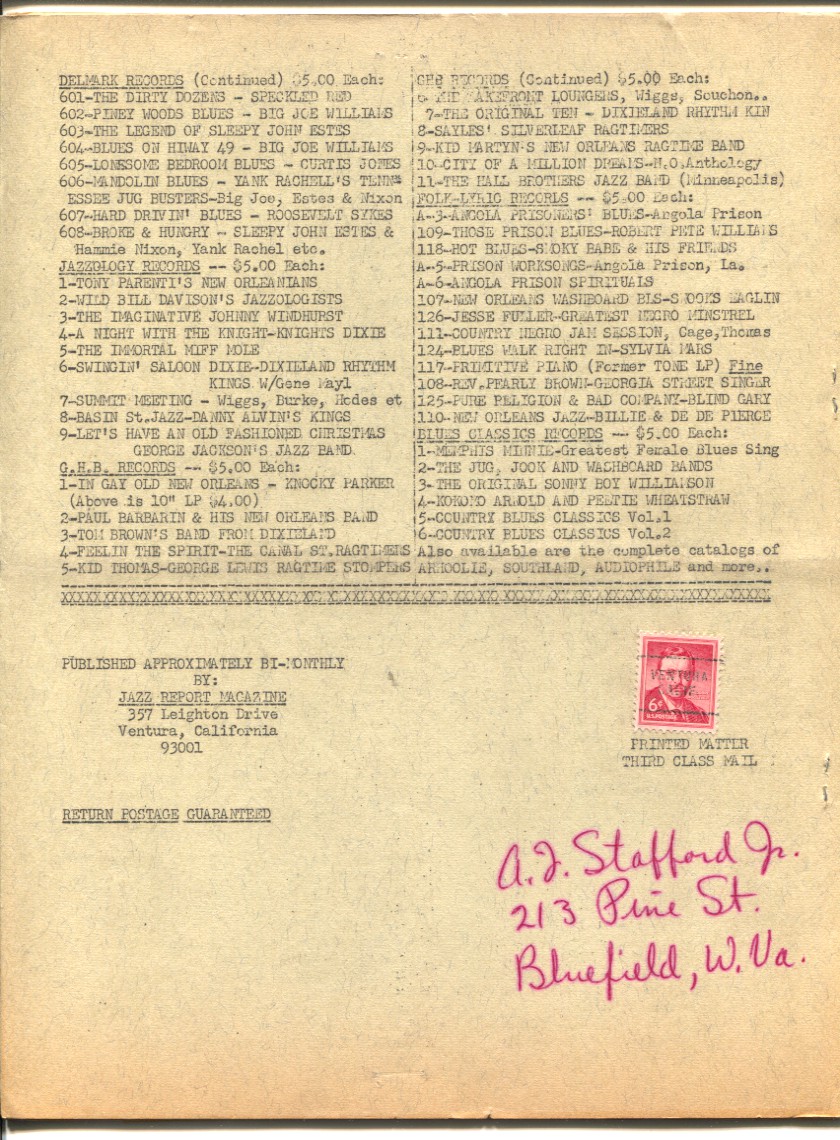 DELMARK RECORDS (Continued) $5.00 Each:
601-THE DIRTY DOZENS - SPECKLED RED
602-PINEY WOODS BLUES - BIG JOE WILLIAMS
603-THE LEGEND OF SLEEPY JOHN ESTES
604-BLUES ON HIWAY 49 - BIG JOE WILLIAMS
605-LONESOME BEDROOM BLUES - CURTIS JONES
606-MANDOLIN BLUES - YANK RACHELL'S TENN=
ESSEE JUG BUSTERS-Big Joe, Estes & Nixon
607-HARD DRIVIN' BLUES - ROOSEVELT SYKES
608-BROKE & HUNGRY - SLEEPY JOHN ESTES &
Hammie Nixon, Yank Rachel etc.
JAZZOLOGY RECORDS -- $5.00 Each:
1-TONY PARENTI'S NEW ORLEANIANS
2-WILD BILL DAVISON'S JAZZOLOGISTS
3-THE IMAGINATIVE JOHNNY WINDHURST
4-A NIGHT WITH THE KNIGHT-KNIGHTS DIXIE
5-THE IMMORTAL MIFF MOLE
6-SWINGIN' SALOON DIXIE-DIXIELAND RHYTHM
KINGS W/Gene Mayl
7-SUMMIT MEETING - Wiggs, Burke, Hodes et
8-BASIN St.JAZZ-DANNY ALVIN'S KINGS
9-LET'S HAVE AN OLD FASHIONED CHRISTMAS
GEORGE JACKSON'S JAZZ BAND
G.H.B. RECORDS -- $5.00 Each:
1-IN GAY OLD NEW ORLEANS - KNOCKY PARKER
(Above is 10" LP $4.00)
2-PAUL BARBARIN & HIS NEW ORLEANS BAND
3-TOM BROWN'S BAND FROM DIXIELAND
4-FEELIN THE SPIRIT-THE CANAL ST.RAGTIMERS
5-KID THOMAS-GEORGE LEWIS RAGTIME STOMPERS
GHB RECORDS (Continued) $5.00 Each:
6- LAKEFRONT LOUNGERS, Wiggs, Souchon..
7-THE ORIGINAL TEN - DIXIELAND RHYTHM KIN
8-SAYLES' SILVERLEAF RAGTIMERS
9-KID MARTYN'S NEW ORLEANS RAGTIME BAND
10-CITY OF A MILLION DREAMS-N.O.Anthology
11-THE HALL BROTHERS JAZZ BAND (Minneapolis)
FOLK-LYRIC RECORDS -- $5.00 Each:
A-3-ANGOLA PRISONERS' BLUES-Angola Prison
109-THOSE PRISON BLUES-ROBERT PETE WILLIAMS
118-HOT BLUES-SMOKY BABE & HIS FRIENDS
A-5-PRISON WORKSONGS-Angola Prison, La.
A-6-ANGOLA PRISON SPIRITUALS
107-NEW ORLEANS WASHBOARD BLS-SNOOKS EAGLIN
126-JESSE FULLER-GREATEST NEGRO MINSTREL
111-COUNTRY NEGRO JAM SESSION, Cage,Thomas
124-BLUES WALK RIGHT IN-SYLVIA MARS
117-PRIMITIVE PIANO (Former TONE LP) Fine
108-REV.PEARLY BROWN-GEORGIA STREET SINGER
125-PURE RELIGION & BAD COMPANY-BLIND GARY
110-NEW ORLEANS JAZZ-BILLIE & DE DE PIERCE
BLUES CLASSICS RECORDS -- $5.00 Each:
1-MEMPHIS MINNIE-Greatest Female Blues Sing
2-THE JUG, JOOK AND WASHBOARD BANDS
3-THE ORIGINAL SONNY BOY WILLIAMSON
4-KOKOMO ARNOLD AND PEETIE WHEATSTRAW
5-COUNTRY BLUES CLASSICS Vol.1
6-COUNTRY BLUES CLASSICS Vol.2
Also available are the complete catalogs of
ARHOOLIE, SOUTHLAND, AUDIOPHILE and more..
PUBLISHED APPROXIMATELY BI-MONTHLY
BY:
JAZZ REPORT MAGAZINE
357 Leighton Drive
Ventura, California
93001
VENTURA
6¢
U.S.POSTAGE
PRINTED MATTER
THIRD CLASS MAIL
RETURN POSTAGE GUARANTEED
A.J. Stafford Jr.
213 Pine St.
Bluefield, W.Va.